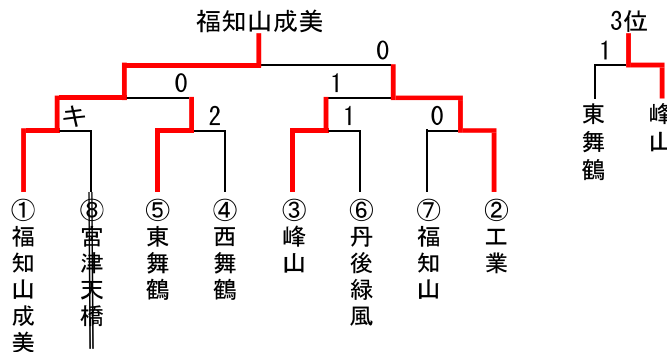 福知山成美
3位
0
1
0
1
キ
2
1
0
①福知山成美
⑧宮津天橋
⑤東舞鶴
④西舞鶴
③峰山
⑥丹後緑風
⑦福知山
②工業
東舞鶴
峰山